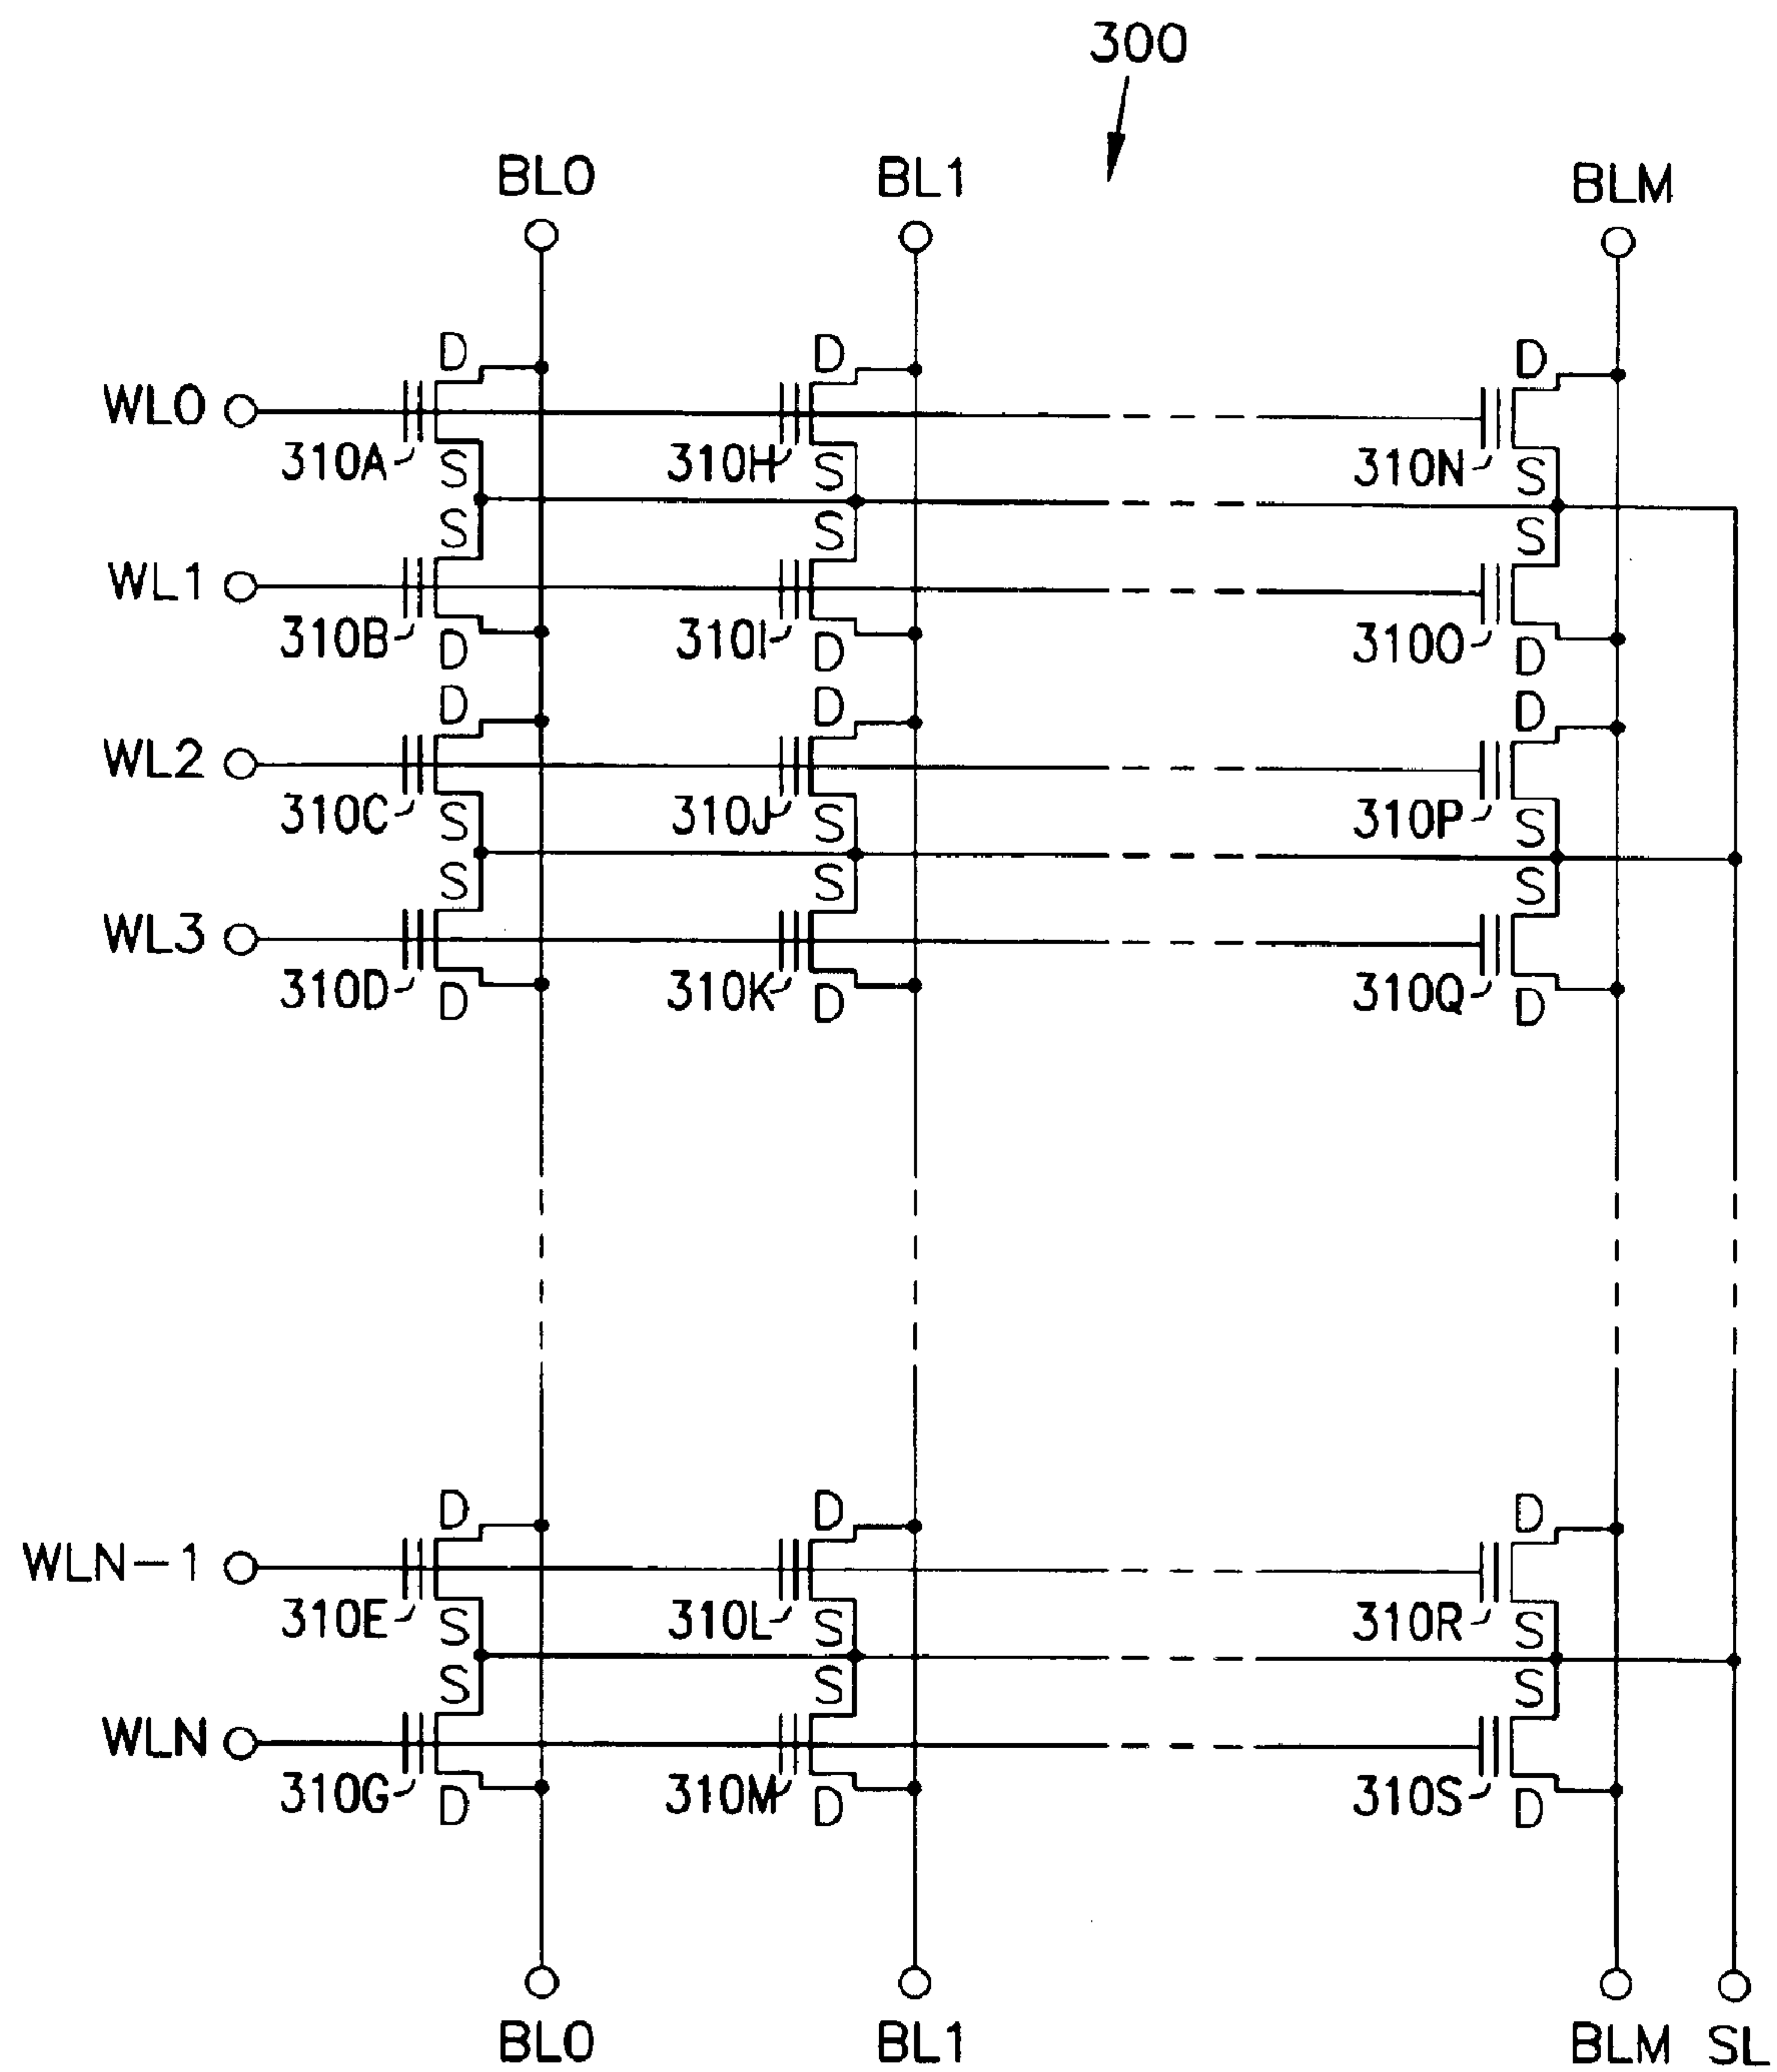 300
BL0 BL1 BLM
D D D
WL0
310A 310H 310N
S S S
S S S
WL1
310B 310I 310O
D D D
D D D
WL2
310C 310J 310P
S S S
S S S
WL3
310D 310K 310Q
D D D
D D D
WLN-1
310E 310L 310R
S S S
S S S
WLN
310G 310M 310S
D D D
BL0 BL1 BLM SL